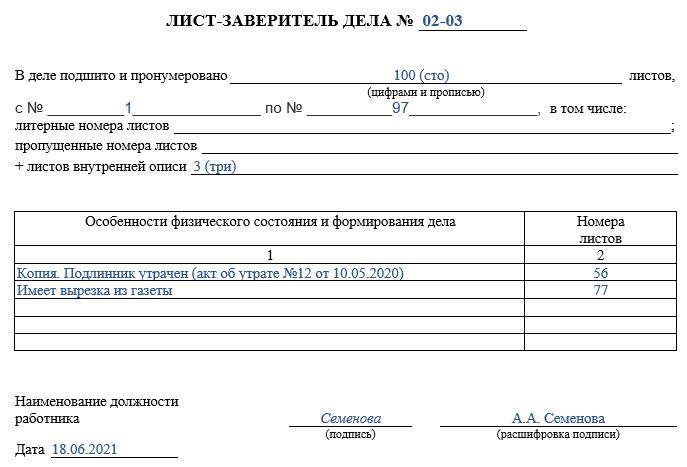 ЛИСТ-ЗАВЕРИТЕЛЬ ДЕЛА № 02-03
В деле подшито и пронумеровано 100 (сто) листов,
(цифрами и прописью)
с № 1 по № 97, в том числе:
литерные номера листов ;
пропущенные номера листов
+ листов внутренней описи 3 (три)
Особенности физического состояния и формирования дела Номера листов
1 2
Копия. Подлинник утрачен (акт об утрате №12 от 10.05.2020) 56
Имеет вырезка из газеты 77
Наименование должности
работника Семенова А.А. Семенова
(подпись) (расшифровка подписи)
Дата 18.06.2021